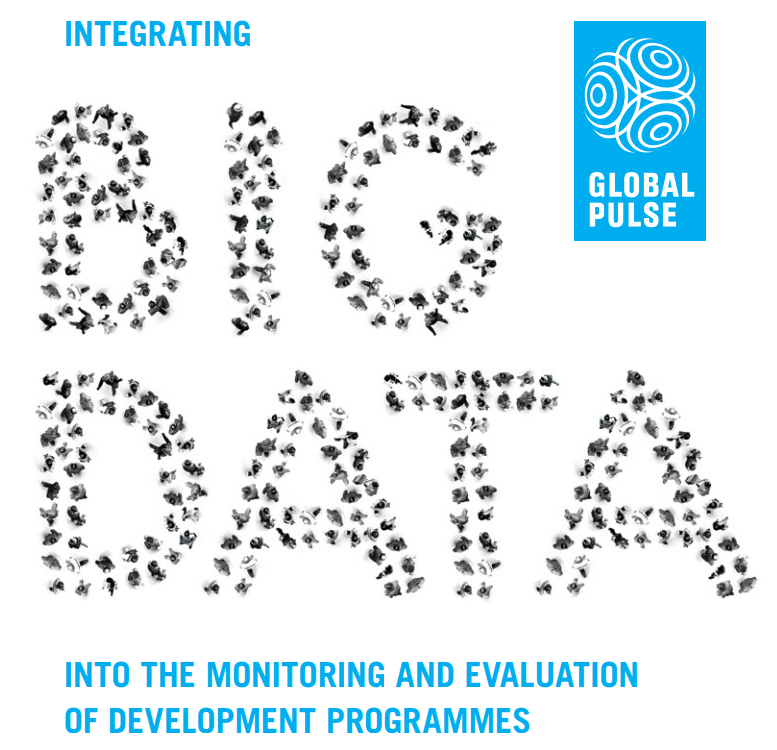 INTEGRATING
GLOBAL
PULSE
BIG
DATA
INTO THE MONITORING AND EVALUATION
OF DEVELOPMENT PROGRAMMES